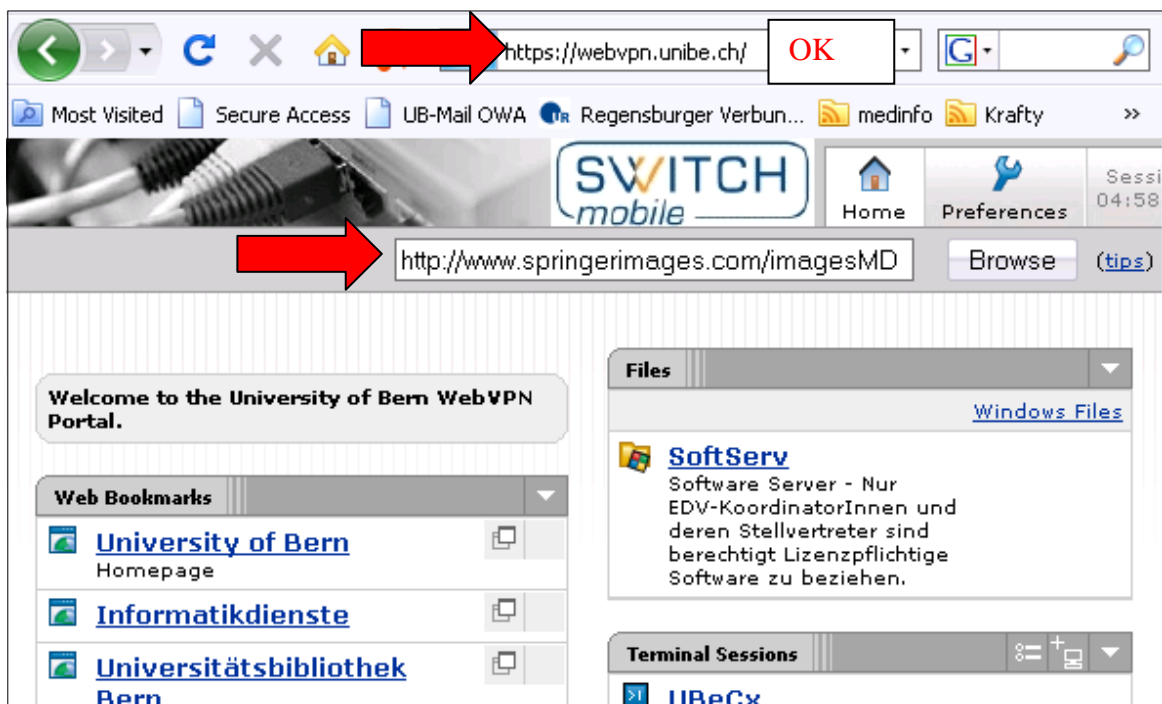 https://webvpn.unibe.ch/ OK G
Most Visited Secure Access UB-Mail OWA Regensburger Verbun... medinfo Krafty »
SWITCH
mobile
Home Preferences
Sessi
04:58
http://www.springerimages.com/imagesMD Browse (tips)
Welcome to the University of Bern WebVPN
Portal.
Web Bookmarks
University of Bern
Homepage
Informatikdienste
Universitätsbibliothek
Bern
Files
Windows Files
SoftServ
Software Server - Nur
EDV-KoordinatorInnen und
deren Stellvertreter sind
berechtigt Lizenzpflichtige
Software zu beziehen.
Terminal Sessions
UBeCx